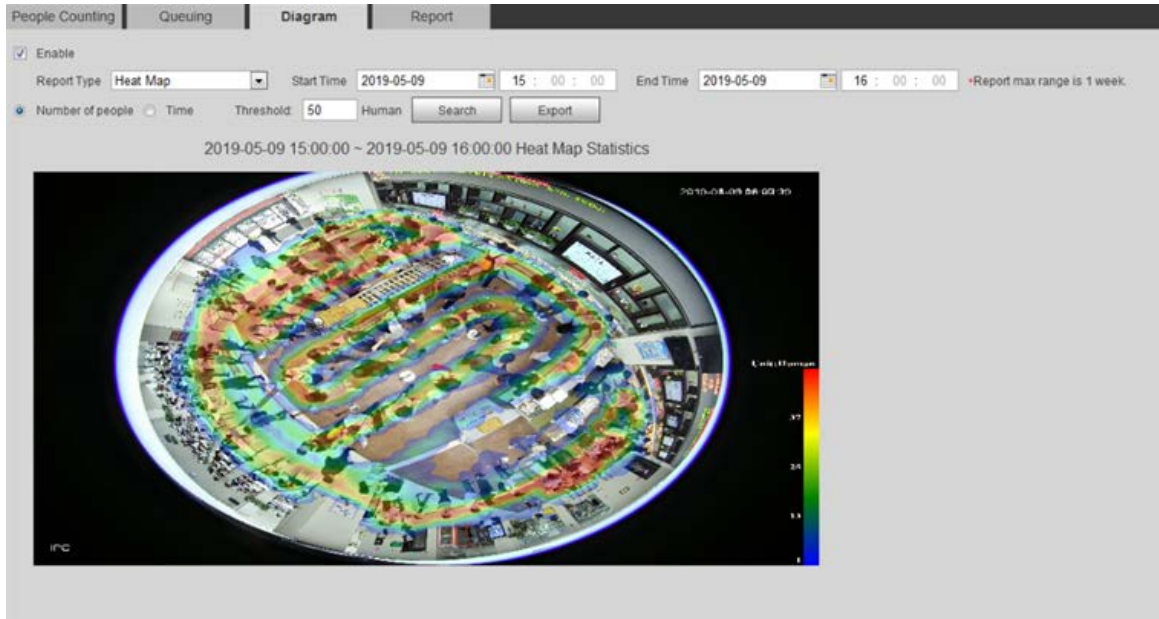 People Counting Queuing Diagram Report
Enable
Report Type Heat Map Start Time 2019-05-09 15 : 00 : 00 End Time 2019-05-09 16 : 00 : 00 *Report max range is 1 week.
Number of people Time Threshold: 50 Human Search Export
2019-05-09 15:00:00 ~ 2019-05-09 16:00:00 Heat Map Statistics
Unit:Human
IPC